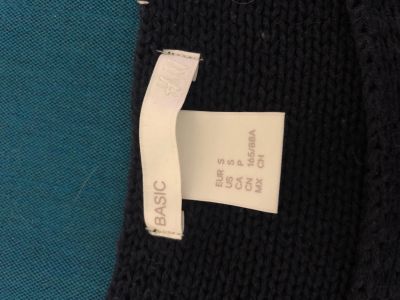 H&M
BASIC
EUR S
US S
CA P
CN 165/88A
MX CH